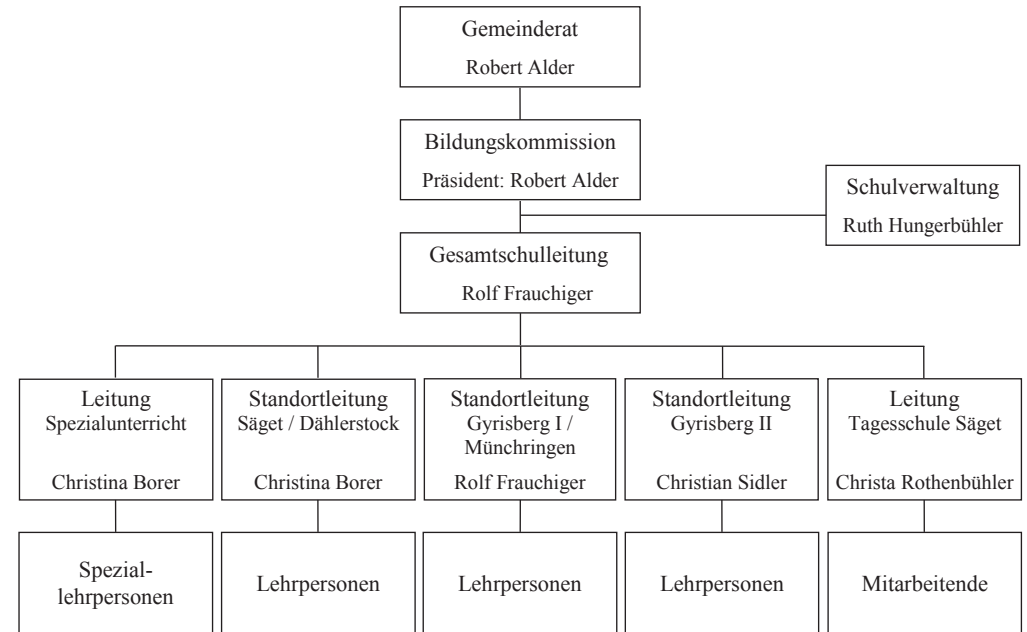 Gemeinderat
Robert Alder
Bildungskommission
Präsident: Robert Alder
Schulverwaltung
Ruth Hungerbühler
Gesamtschulleitung
Rolf Frauchiger
Leitung
Spezialunterricht
Christina Borer
Standortleitung
Säget / Dählerstock
Christina Borer
Standortleitung
Gyrisberg I /
Münchringen
Rolf Frauchiger
Standortleitung
Gyrisberg II
Christian Sidler
Leitung
Tagesschule Säget
Christa Rothenbühler
Spezial-
lehrpersonen
Lehrpersonen
Lehrpersonen
Lehrpersonen
Mitarbeitende